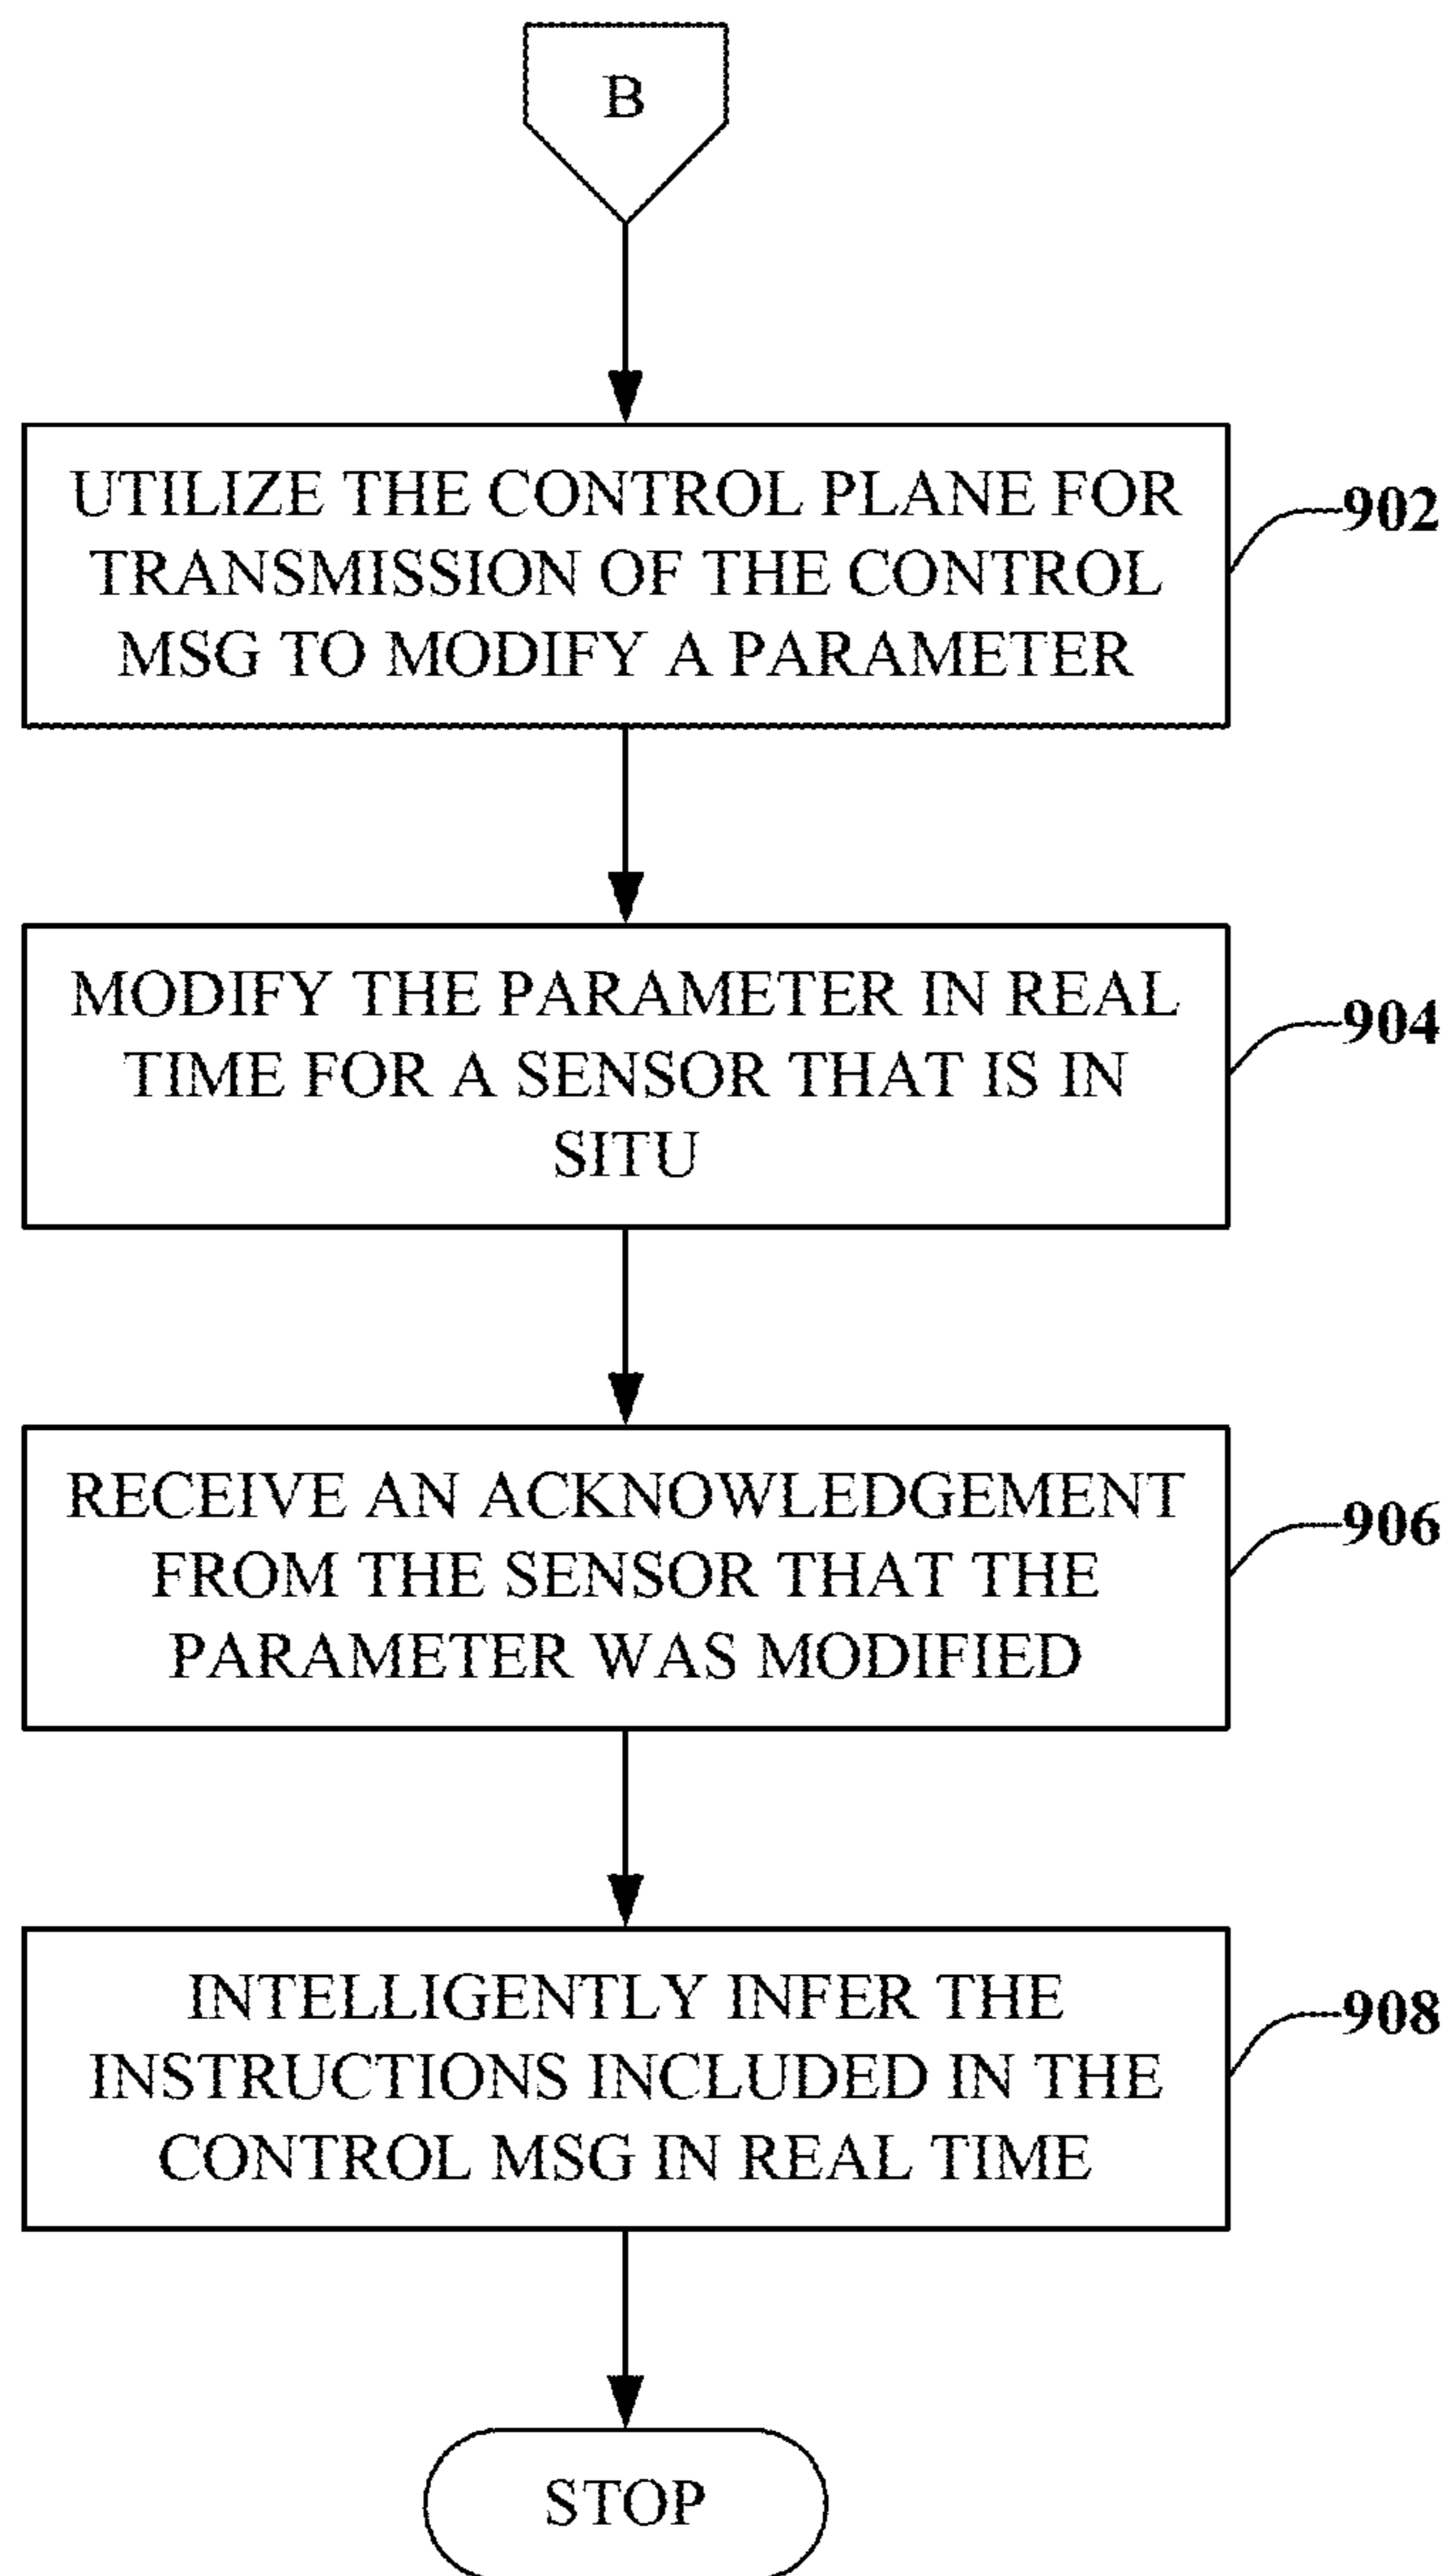 B
UTILIZE THE CONTROL PLANE FOR
TRANSMISSION OF THE CONTROL
MSG TO MODIFY A PARAMETER
902
MODIFY THE PARAMETER IN REAL
TIME FOR A SENSOR THAT IS IN
SITU
904
RECEIVE AN ACKNOWLEDGEMENT
FROM THE SENSOR THAT THE
PARAMETER WAS MODIFIED
906
INTELLIGENTLY INFER THE
INSTRUCTIONS INCLUDED IN THE
CONTROL MSG IN REAL TIME
908
STOP